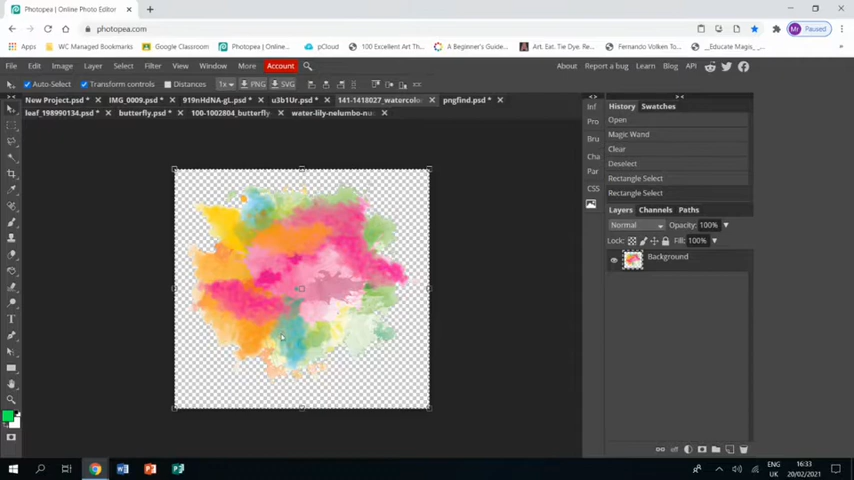 Photopea | Online Photo Editor
photopea.com
Mr Paused
Apps WC Managed Bookmarks Google Classroom Photopea | Online... pCloud 100 Excellent Art Th... A Beginner's Guide... Art. Eat. Tie Dye. Re... Fernando Volken To... __Educate Magis_...
File Edit Image Layer Select Filter View Window More Account About Report a bug Learn Blog API
Auto-Select Transform controls Distances 1x PNG SVG
New Project.psd * IMG_0009.psd * 919nHdNA-gL.psd * u3b1Ur.psd * 141-1418027_watercolo pngfind.psd *
leaf_198990134.psd * butterfly.psd * 100-1002804_butterfly water-lily-nelumbo-nu
Inf
Pro
Bru
Cha
Par
CSS
History Swatches
Open
Magic Wand
Clear
Deselect
Rectangle Select
Rectangle Select
Layers Channels Paths
Normal Opacity: 100%
Lock: Fill: 100%
Background
ENG
UK
16:33
20/02/2021